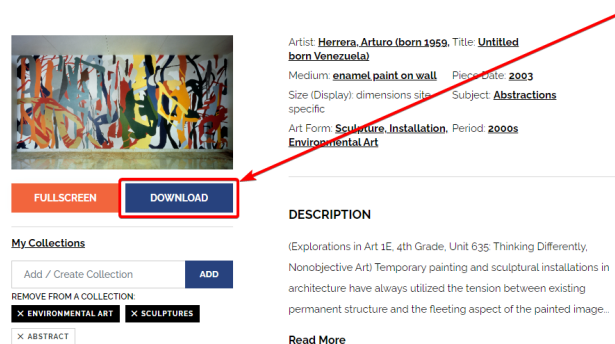 Artist: Herrera, Arturo (born 1959, born Venezuela)
Title: Untitled
Medium: enamel paint on wall
Piece Date: 2003
Size (Display): dimensions site specific
Subject: Abstractions
Art Form: Sculpture, Installation, Environmental Art
Period: 2000s
FULLSCREEN
DOWNLOAD
My Collections
Add / Create Collection
ADD
REMOVE FROM A COLLECTION:
× ENVIRONMENTAL ART
× SCULPTURES
× ABSTRACT
DESCRIPTION
(Explorations in Art 1E, 4th Grade, Unit 635: Thinking Differently,
Nonobjective Art) Temporary painting and sculptural installations in
architecture have always utilized the tension between existing
permanent structure and the fleeting aspect of the painted image...
Read More